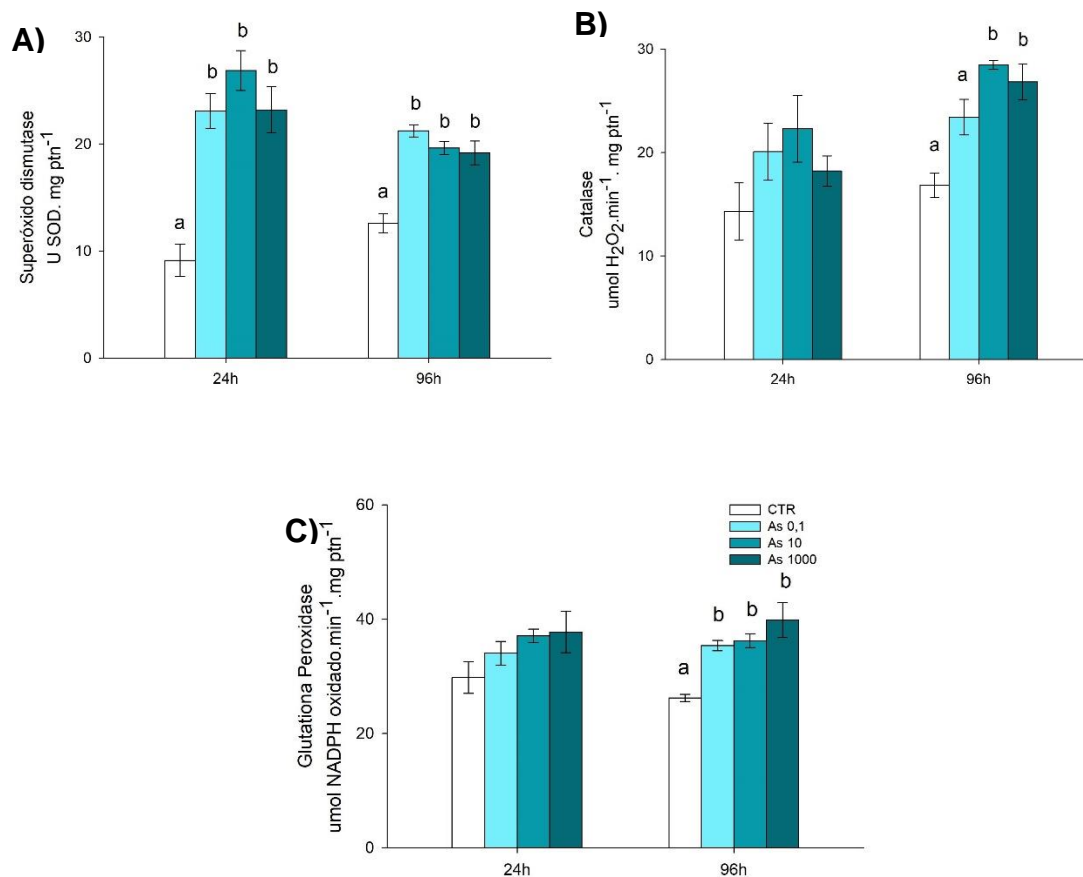 A)
Superóxido dismutase
U SOD. mg ptn⁻¹
30
20
10
0
a
b
b
b
a
b
b
b
24h
96h
B)
Catalase
umol H₂O₂.min⁻¹. mg ptn⁻¹
30
20
10
0
a
a
b
b
24h
96h
C)
Glutationa Peroxidase
umol NADPH oxidado.min⁻¹.mg ptn⁻¹
60
40
20
0
CTR
As 0,1
As 10
As 1000
a
b
b
b
24h
96h